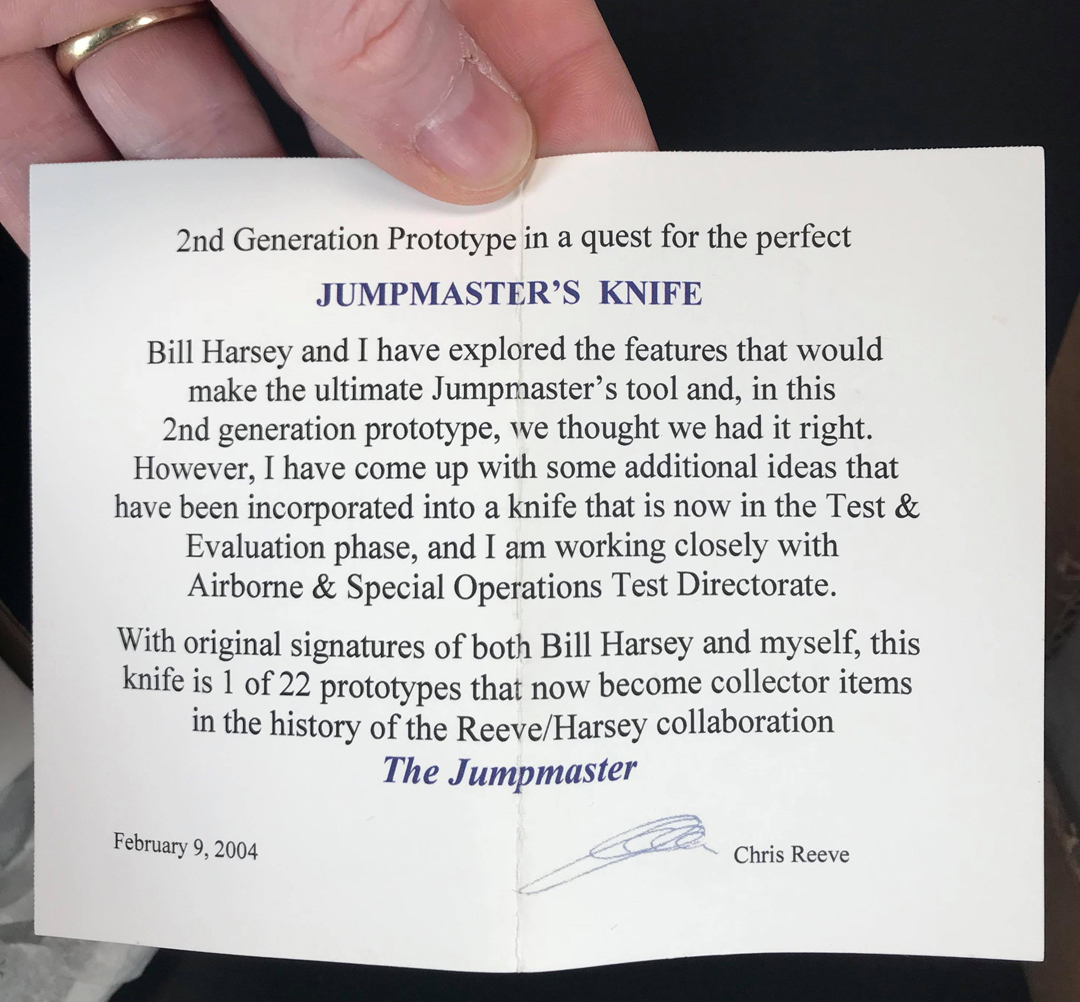 2nd Generation Prototype in a quest for the perfect
JUMPMASTER'S KNIFE
Bill Harsey and I have explored the features that would
make the ultimate Jumpmaster's tool and, in this
2nd generation prototype, we thought we had it right.
However, I have come up with some additional ideas that
have been incorporated into a knife that is now in the Test &
Evaluation phase, and I am working closely with
Airborne & Special Operations Test Directorate.
With original signatures of both Bill Harsey and myself, this
knife is 1 of 22 prototypes that now become collector items
in the history of the Reeve/Harsey collaboration
The Jumpmaster
February 9, 2004
Chris Reeve